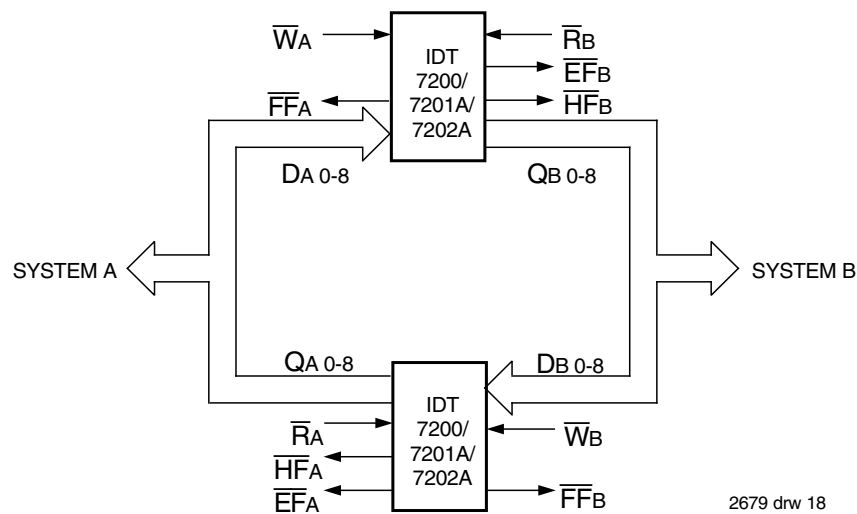 W̅A
R̅B
IDT
7200/
7201A/
7202A
E̅F̅B
F̅F̅A
H̅F̅B
DA 0-8
QB 0-8
SYSTEM A
SYSTEM B
QA 0-8
DB 0-8
IDT
7200/
7201A/
7202A
R̅A
W̅B
H̅F̅A
E̅F̅A
F̅F̅B
2679 drw 18